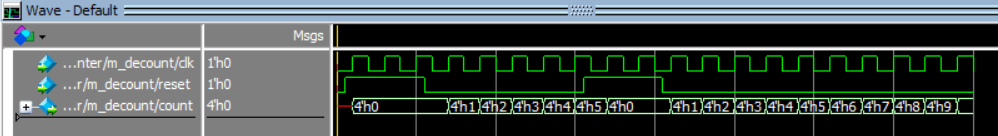 Wave - Default
Msgs
...nter/m_decount/clk 1'h0
...r/m_decount/reset 1'h0
...r/m_decount/count 4'h0 4'h0 4'h1 4'h2 4'h3 4'h4 4'h5 4'h0 4'h1 4'h2 4'h3 4'h4 4'h5 4'h6 4'h7 4'h8 4'h9